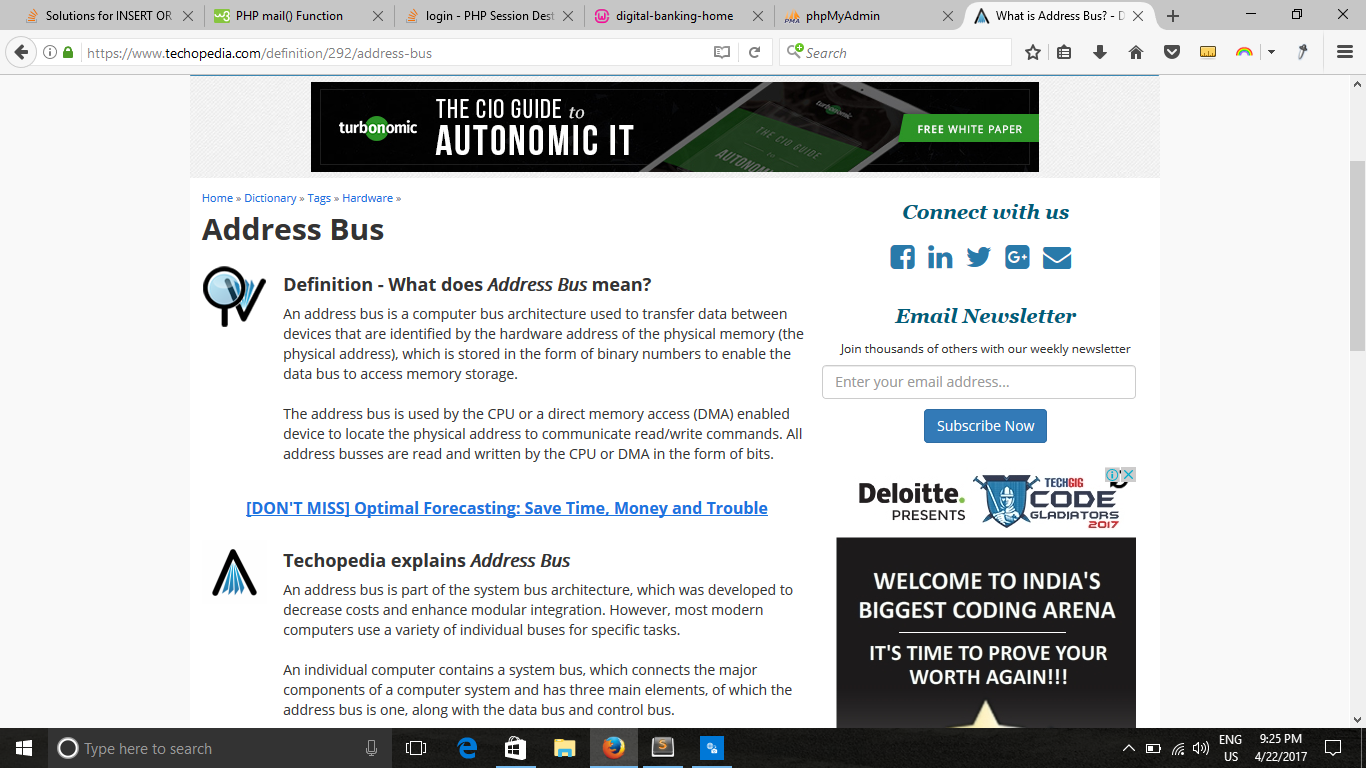 Solutions for INSERT OR
PHP mail() Function
login - PHP Session Dest
digital-banking-home
phpMyAdmin
What is Address Bus? - D
https://www.techopedia.com/definition/292/address-bus
Search
turbonomic
THE CIO GUIDE to
AUTONOMIC IT
FREE WHITE PAPER
Home » Dictionary » Tags » Hardware »
Address Bus
Definition - What does Address Bus mean?
An address bus is a computer bus architecture used to transfer data between
devices that are identified by the hardware address of the physical memory (the
physical address), which is stored in the form of binary numbers to enable the
data bus to access memory storage.
The address bus is used by the CPU or a direct memory access (DMA) enabled
device to locate the physical address to communicate read/write commands. All
address busses are read and written by the CPU or DMA in the form of bits.
[DON'T MISS] Optimal Forecasting: Save Time, Money and Trouble
Techopedia explains Address Bus
An address bus is part of the system bus architecture, which was developed to
decrease costs and enhance modular integration. However, most modern
computers use a variety of individual buses for specific tasks.
An individual computer contains a system bus, which connects the major
components of a computer system and has three main elements, of which the
address bus is one, along with the data bus and control bus.
Connect with us
Email Newsletter
Join thousands of others with our weekly newsletter
Enter your email address...
Subscribe Now
Deloitte.
PRESENTS
TECHGIG
CODE
GLADIATORS
2017
WELCOME TO INDIA'S
BIGGEST CODING ARENA
IT'S TIME TO PROVE YOUR
WORTH AGAIN!!!
Type here to search
ENG
US
9:25 PM
4/22/2017